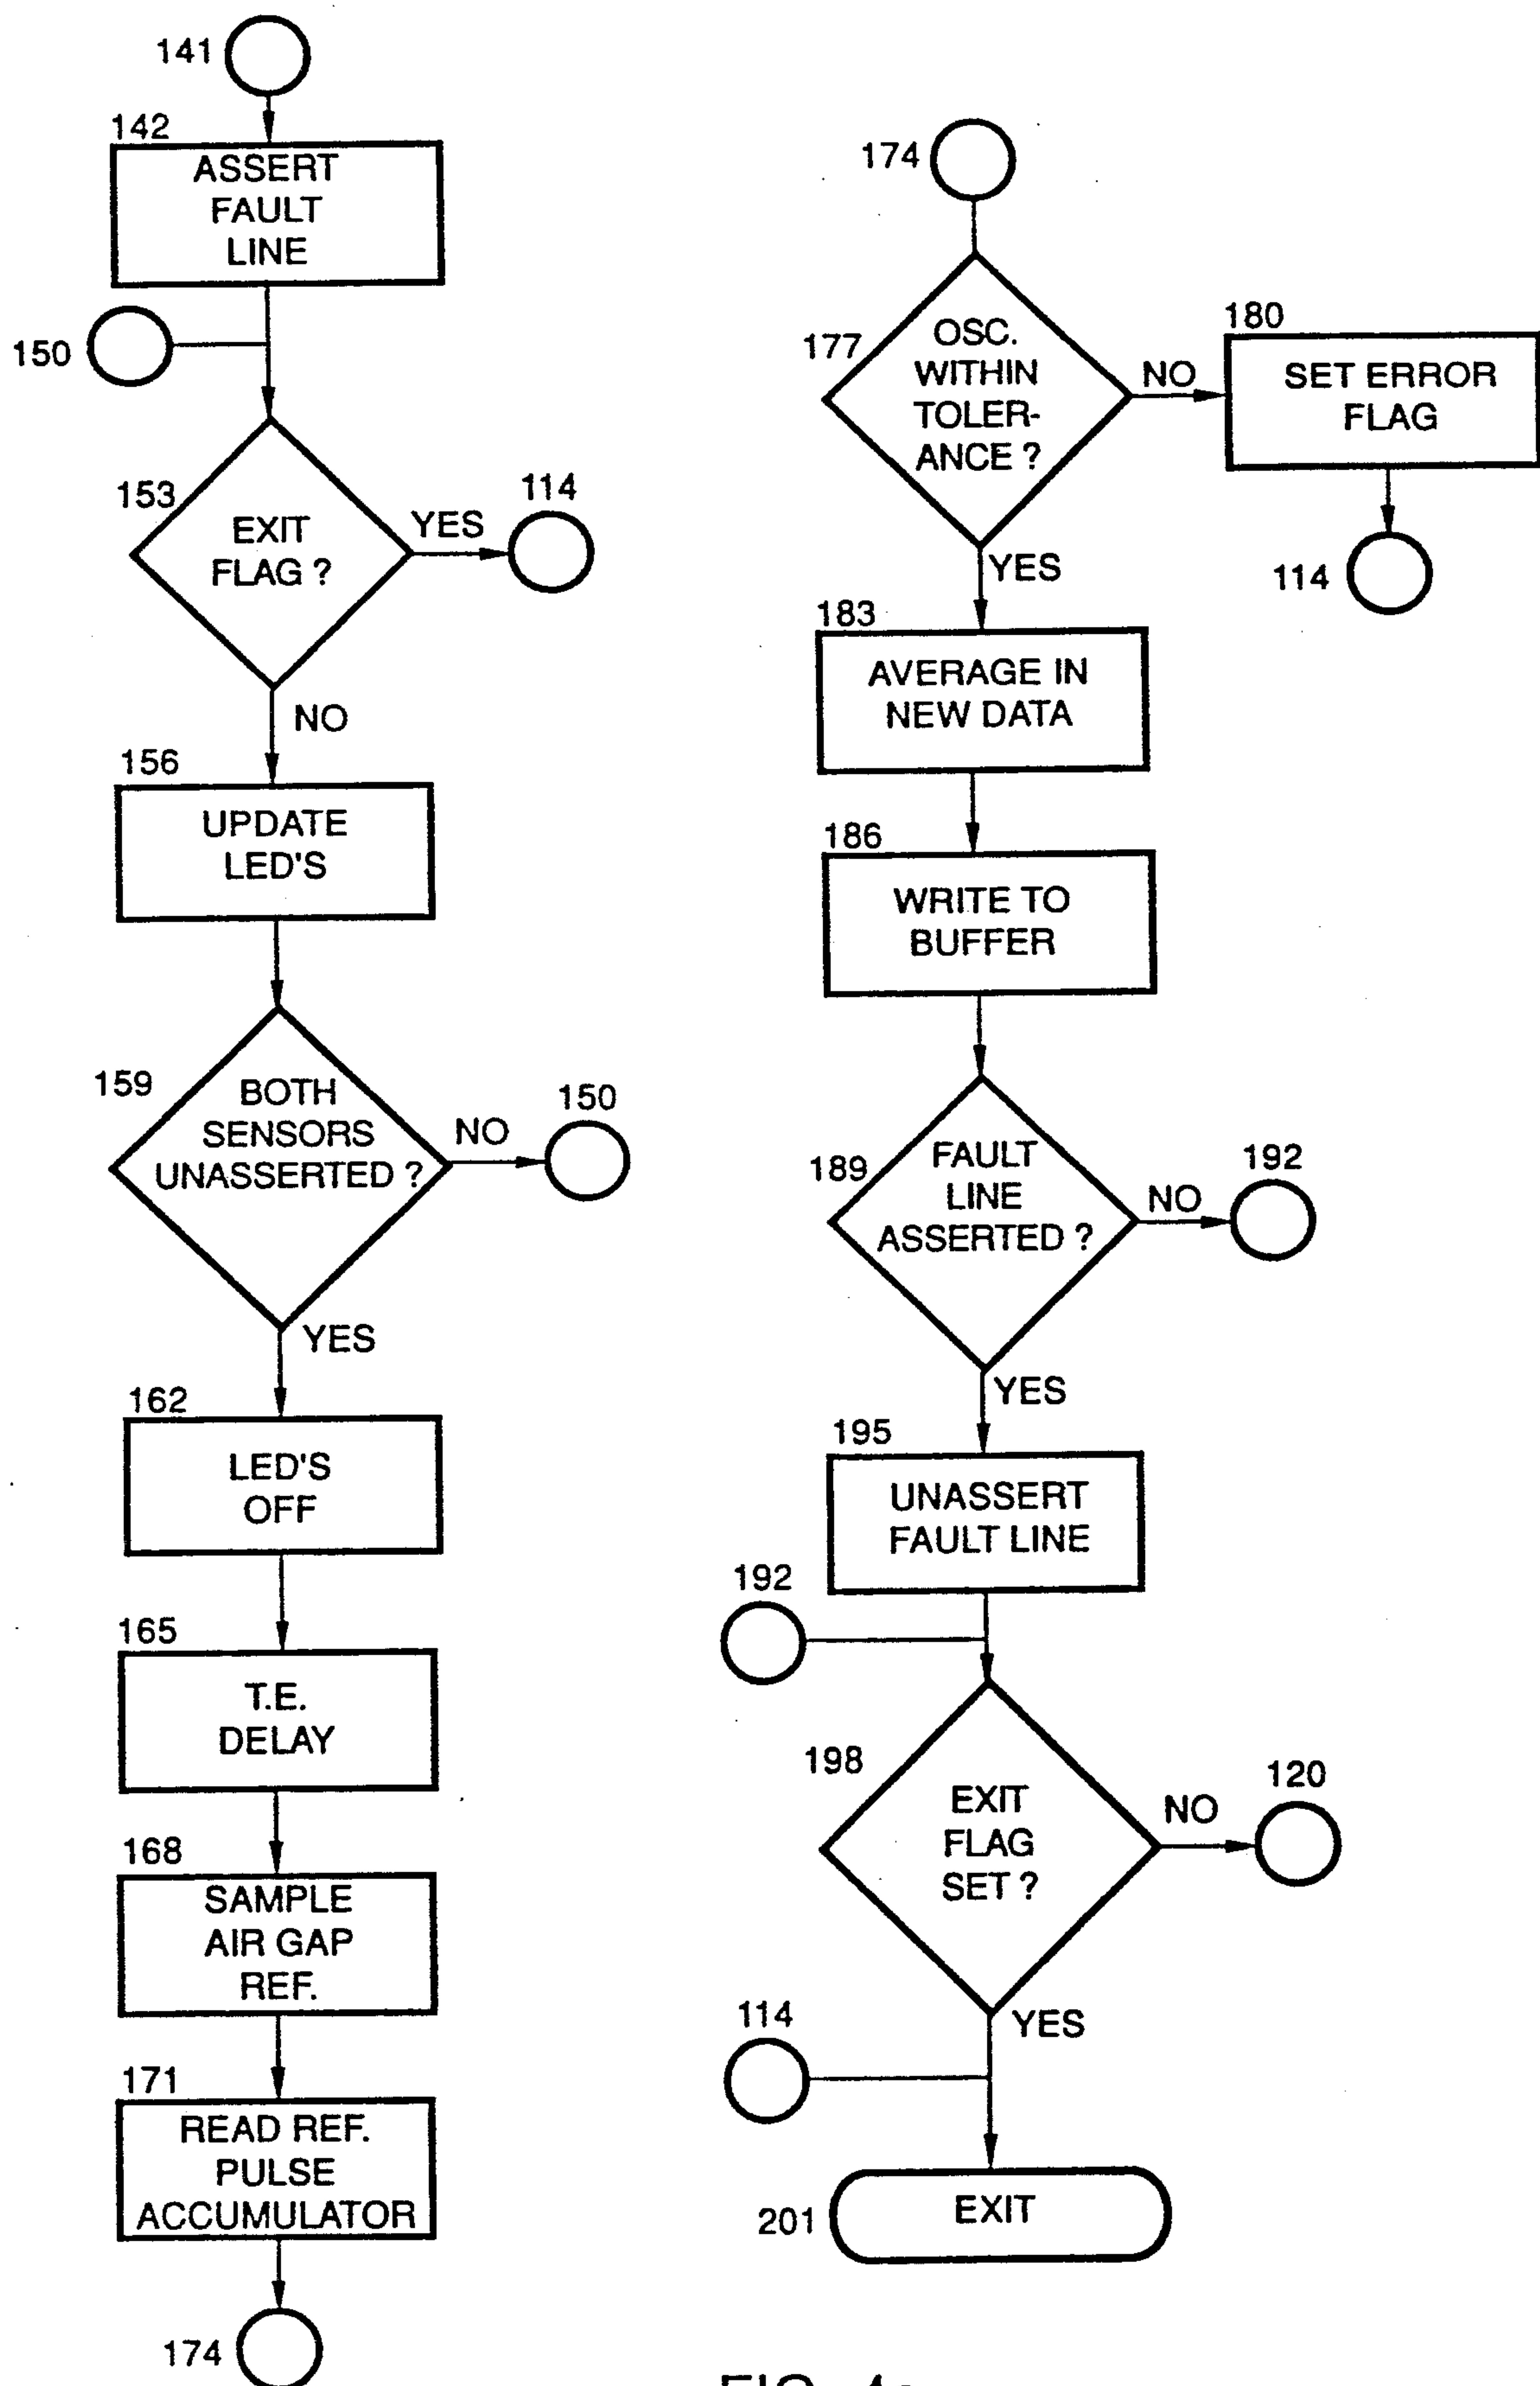 141
142
ASSERT
FAULT
LINE
150
153
EXIT
FLAG ?
YES
114
NO
156
UPDATE
LED'S
159
BOTH
SENSORS
UNASSERTED ?
NO
150
YES
162
LED'S
OFF
165
T.E.
DELAY
168
SAMPLE
AIR GAP
REF.
171
READ REF.
PULSE
ACCUMULATOR
174
174
177
OSC.
WITHIN
TOLER-
ANCE ?
NO
180
SET ERROR
FLAG
114
YES
183
AVERAGE IN
NEW DATA
186
WRITE TO
BUFFER
189
FAULT
LINE
ASSERTED ?
NO
192
YES
195
UNASSERT
FAULT LINE
192
198
EXIT
FLAG
SET ?
NO
120
YES
114
201
EXIT